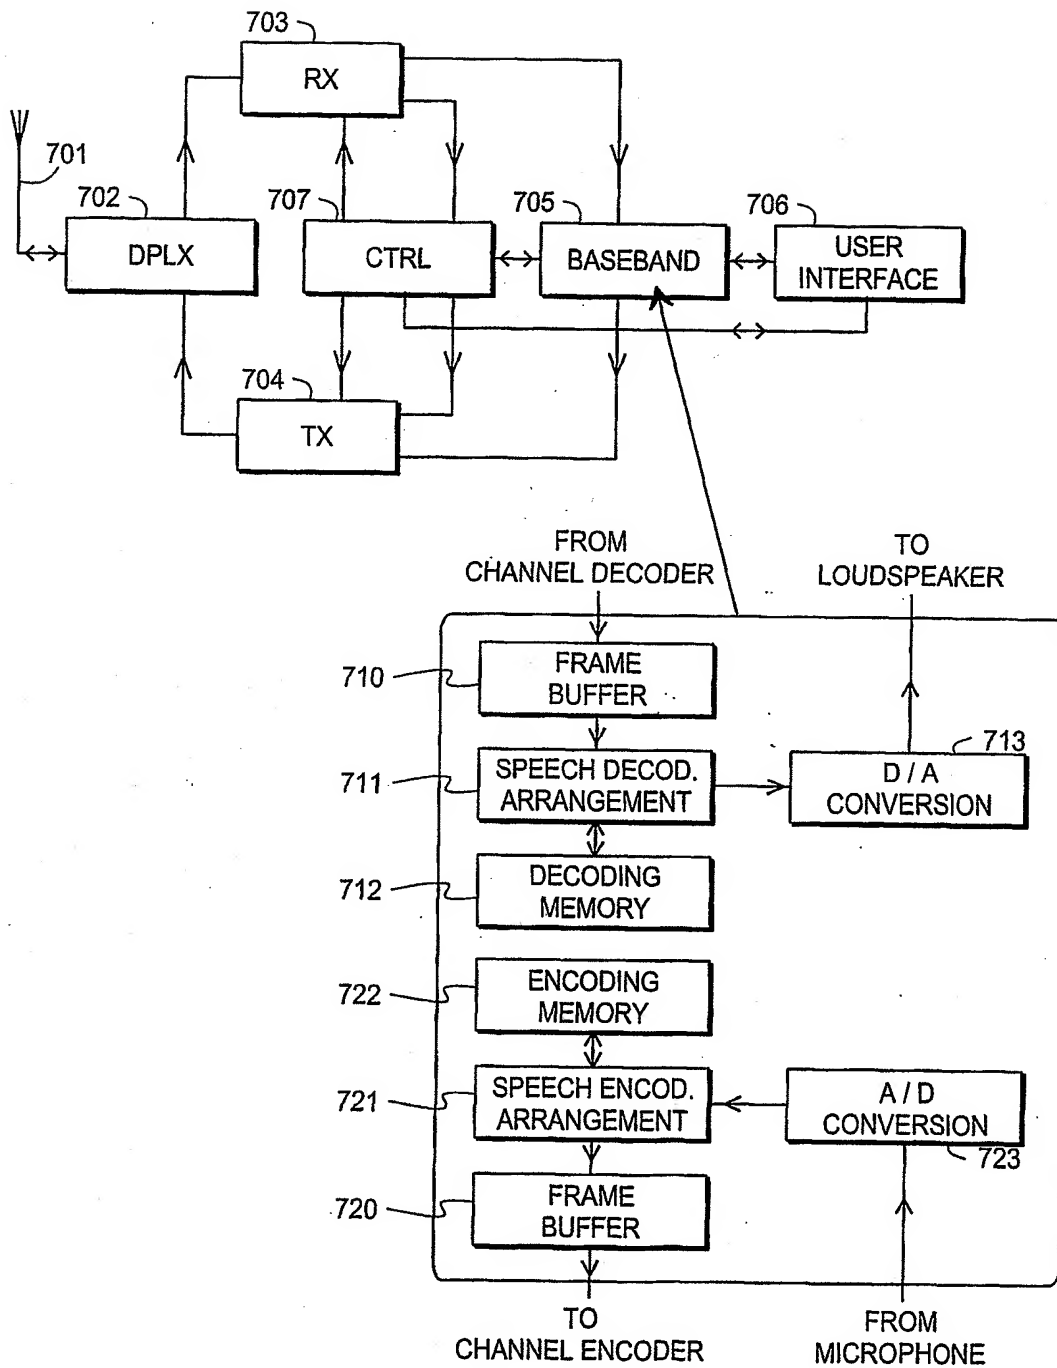 703
RX
701
702
DPLX
707
CTRL
705
BASEBAND
706
USER
INTERFACE
704
TX
FROM
CHANNEL DECODER
TO
LOUDSPEAKER
710
FRAME
BUFFER
711
SPEECH DECOD.
ARRANGEMENT
713
D / A
CONVERSION
712
DECODING
MEMORY
722
ENCODING
MEMORY
721
SPEECH ENCOD.
ARRANGEMENT
A / D
CONVERSION
723
720
FRAME
BUFFER
TO
CHANNEL ENCODER
FROM
MICROPHONE